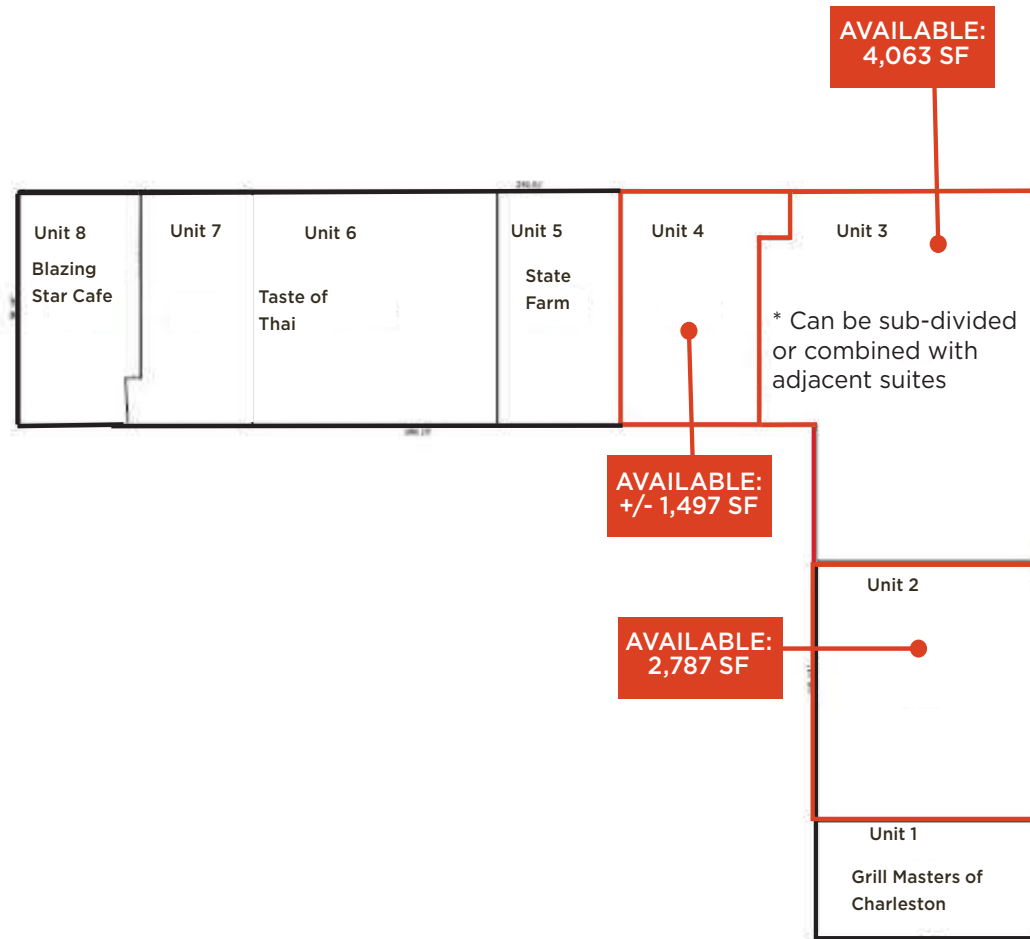 AVAILABLE:
4,063 SF
Unit 8
Blazing
Star Cafe
Unit 7
Unit 6
Taste of
Thai
Unit 5
State
Farm
Unit 4
Unit 3
* Can be sub-divided
or combined with
adjacent suites
AVAILABLE:
+/- 1,497 SF
Unit 2
AVAILABLE:
2,787 SF
Unit 1
Grill Masters of
Charleston